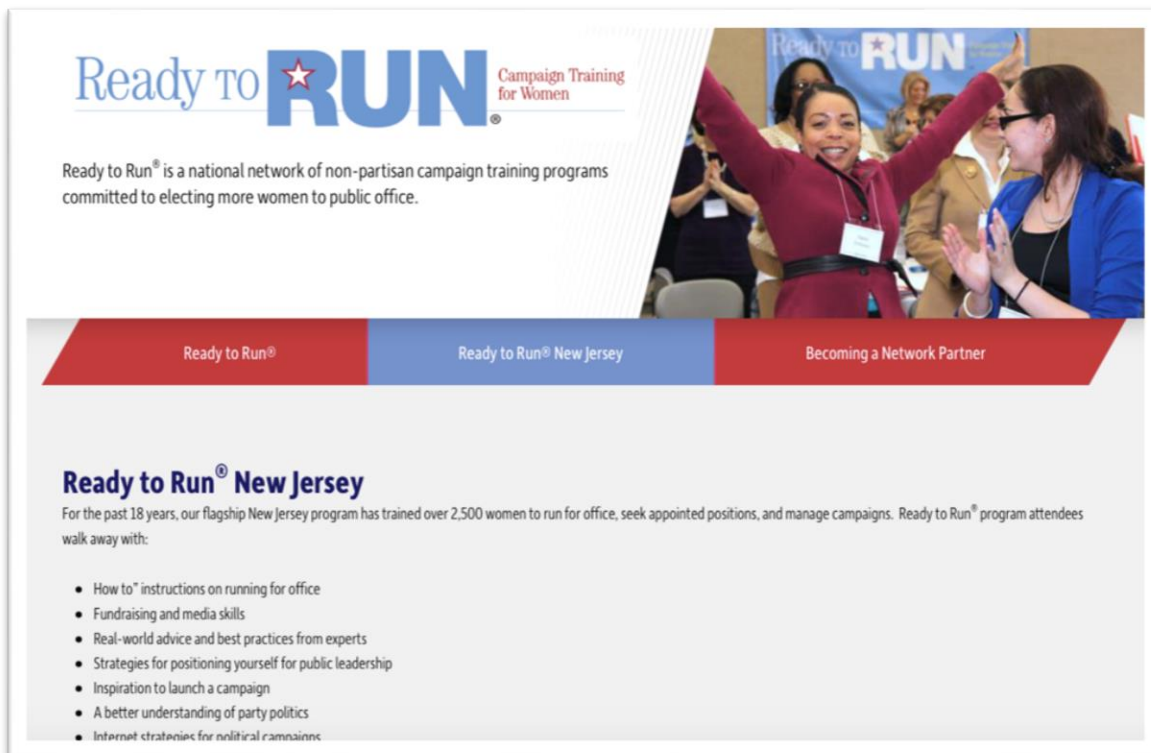 Ready to RUN®
Campaign Training
for Women
Ready to RUN
Ready to Run® is a national network of non-partisan campaign training programs
committed to electing more women to public office.
Ready to Run®
Ready to Run® New Jersey
Becoming a Network Partner
Ready to Run® New Jersey
For the past 18 years, our flagship New Jersey program has trained over 2,500 women to run for office, seek appointed positions, and manage campaigns. Ready to Run® program attendees
walk away with:
• How to” instructions on running for office
• Fundraising and media skills
• Real-world advice and best practices from experts
• Strategies for positioning yourself for public leadership
• Inspiration to launch a campaign
• A better understanding of party politics
• Internet strategies for political campaigns